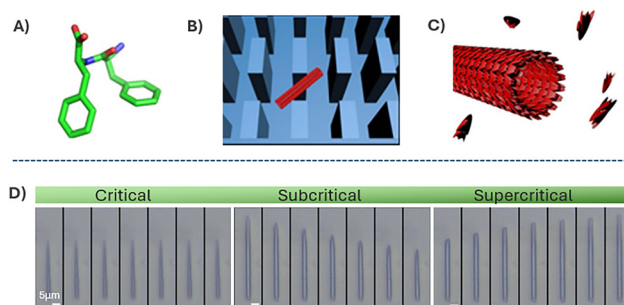 A)
B)
C)
D)
Critical
Subcritical
Supercritical
5μm